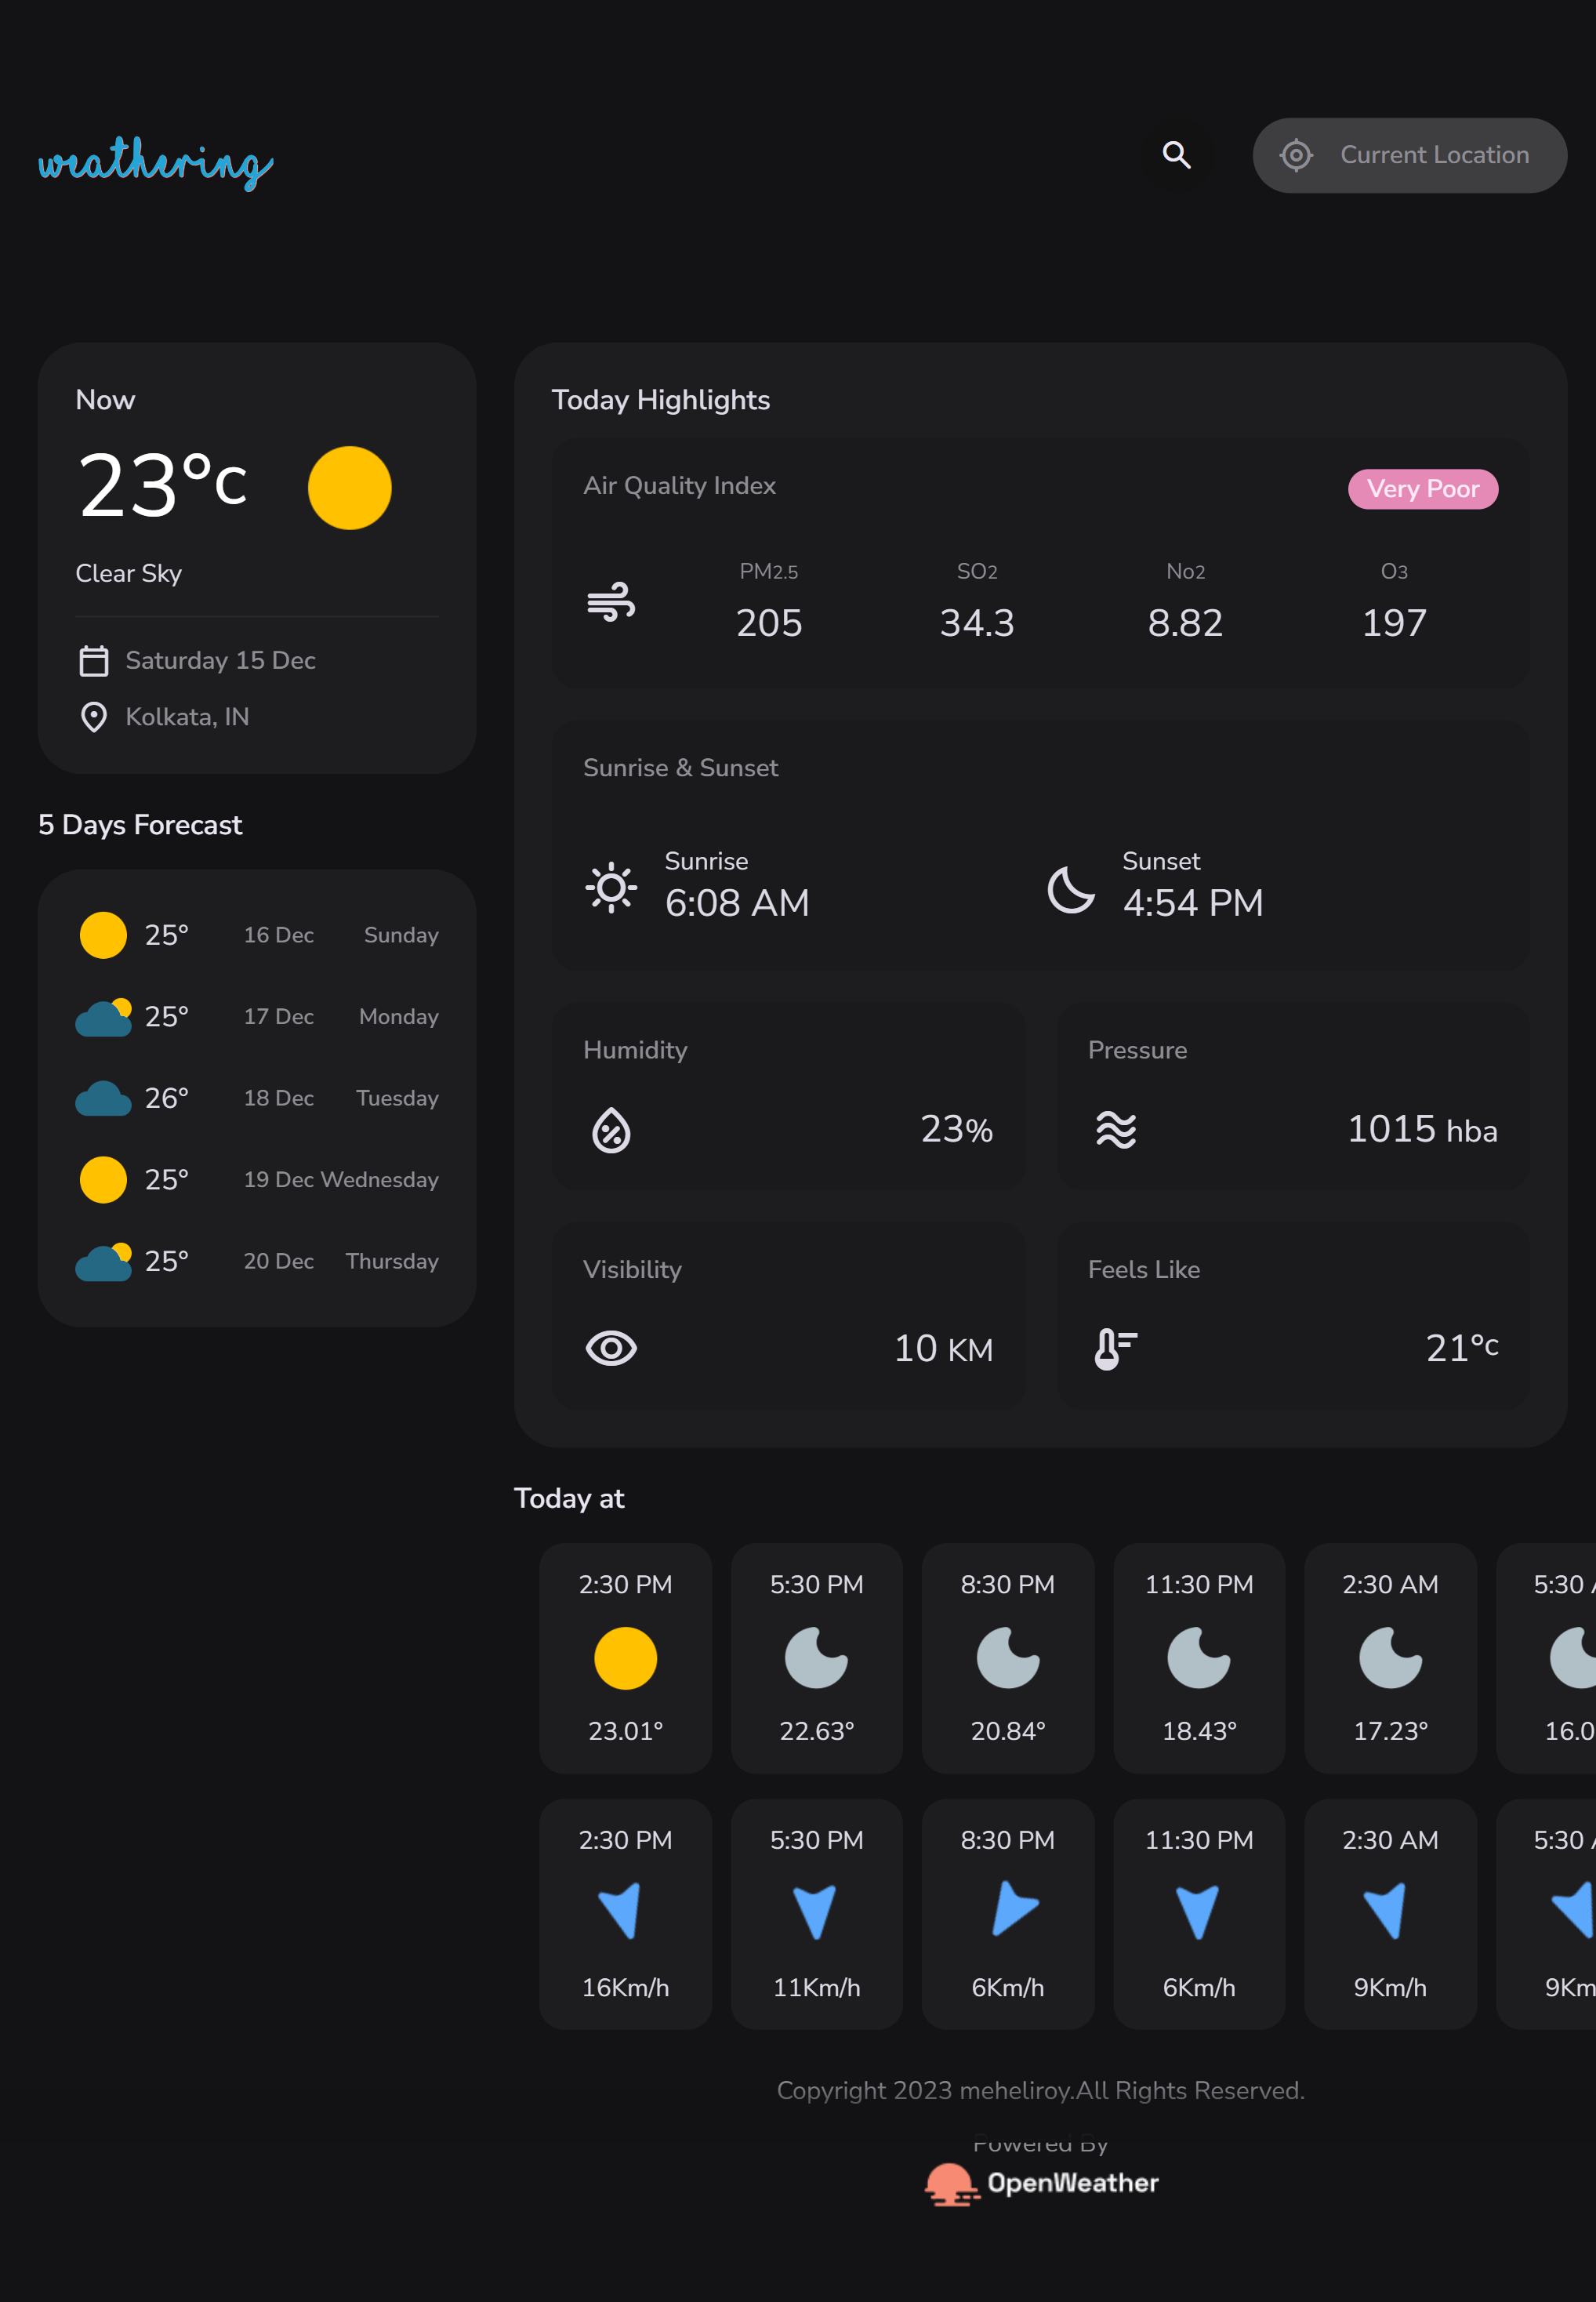 weathering
Current Location
Now
23°c
Clear Sky
Saturday 15 Dec
Kolkata, IN
5 Days Forecast
25° 16 Dec Sunday
25° 17 Dec Monday
26° 18 Dec Tuesday
25° 19 Dec Wednesday
25° 20 Dec Thursday
Today Highlights
Air Quality Index Very Poor
PM2.5 SO2 No2 O3
205 34.3 8.82 197
Sunrise & Sunset
Sunrise
6:08 AM
Sunset
4:54 PM
Humidity
23%
Pressure
1015 hba
Visibility
10 KM
Feels Like
21°c
Today at
2:30 PM 5:30 PM 8:30 PM 11:30 PM 2:30 AM 5:30
23.01° 22.63° 20.84° 18.43° 17.23° 16.0
2:30 PM 5:30 PM 8:30 PM 11:30 PM 2:30 AM 5:30
16Km/h 11Km/h 6Km/h 6Km/h 9Km/h 9Km
Copyright 2023 meheliroy.All Rights Reserved.
Powered By
OpenWeather